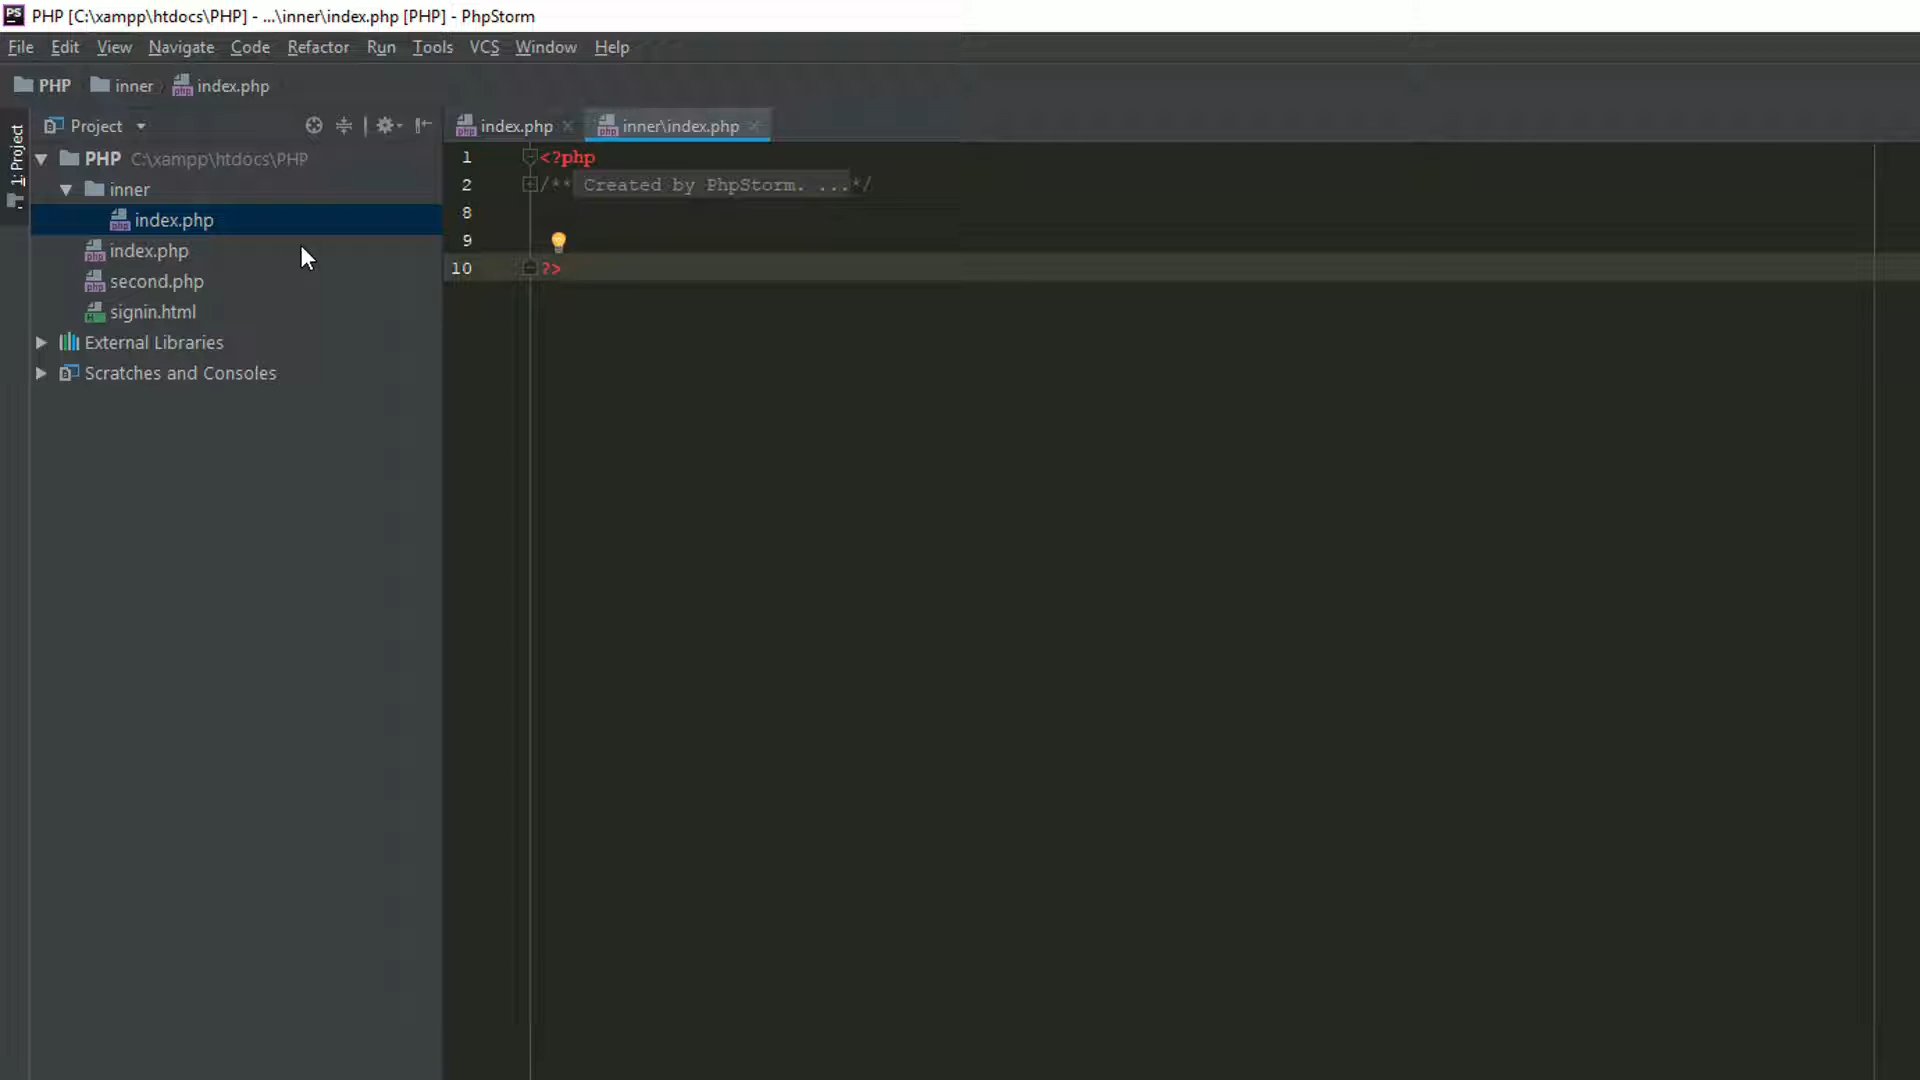 PS PHP [C:\xampp\htdocs\PHP] - ...\inner\index.php [PHP] - PhpStorm
File Edit View Navigate Code Refactor Run Tools VCS Window Help
PHP inner index.php
1: Project
Project
PHP C:\xampp\htdocs\PHP
inner
index.php
index.php
second.php
signin.html
External Libraries
Scratches and Consoles
index.php inner\index.php
1 <?php
2 /** Created by PhpStorm. ...*/
8
9
10 ?>